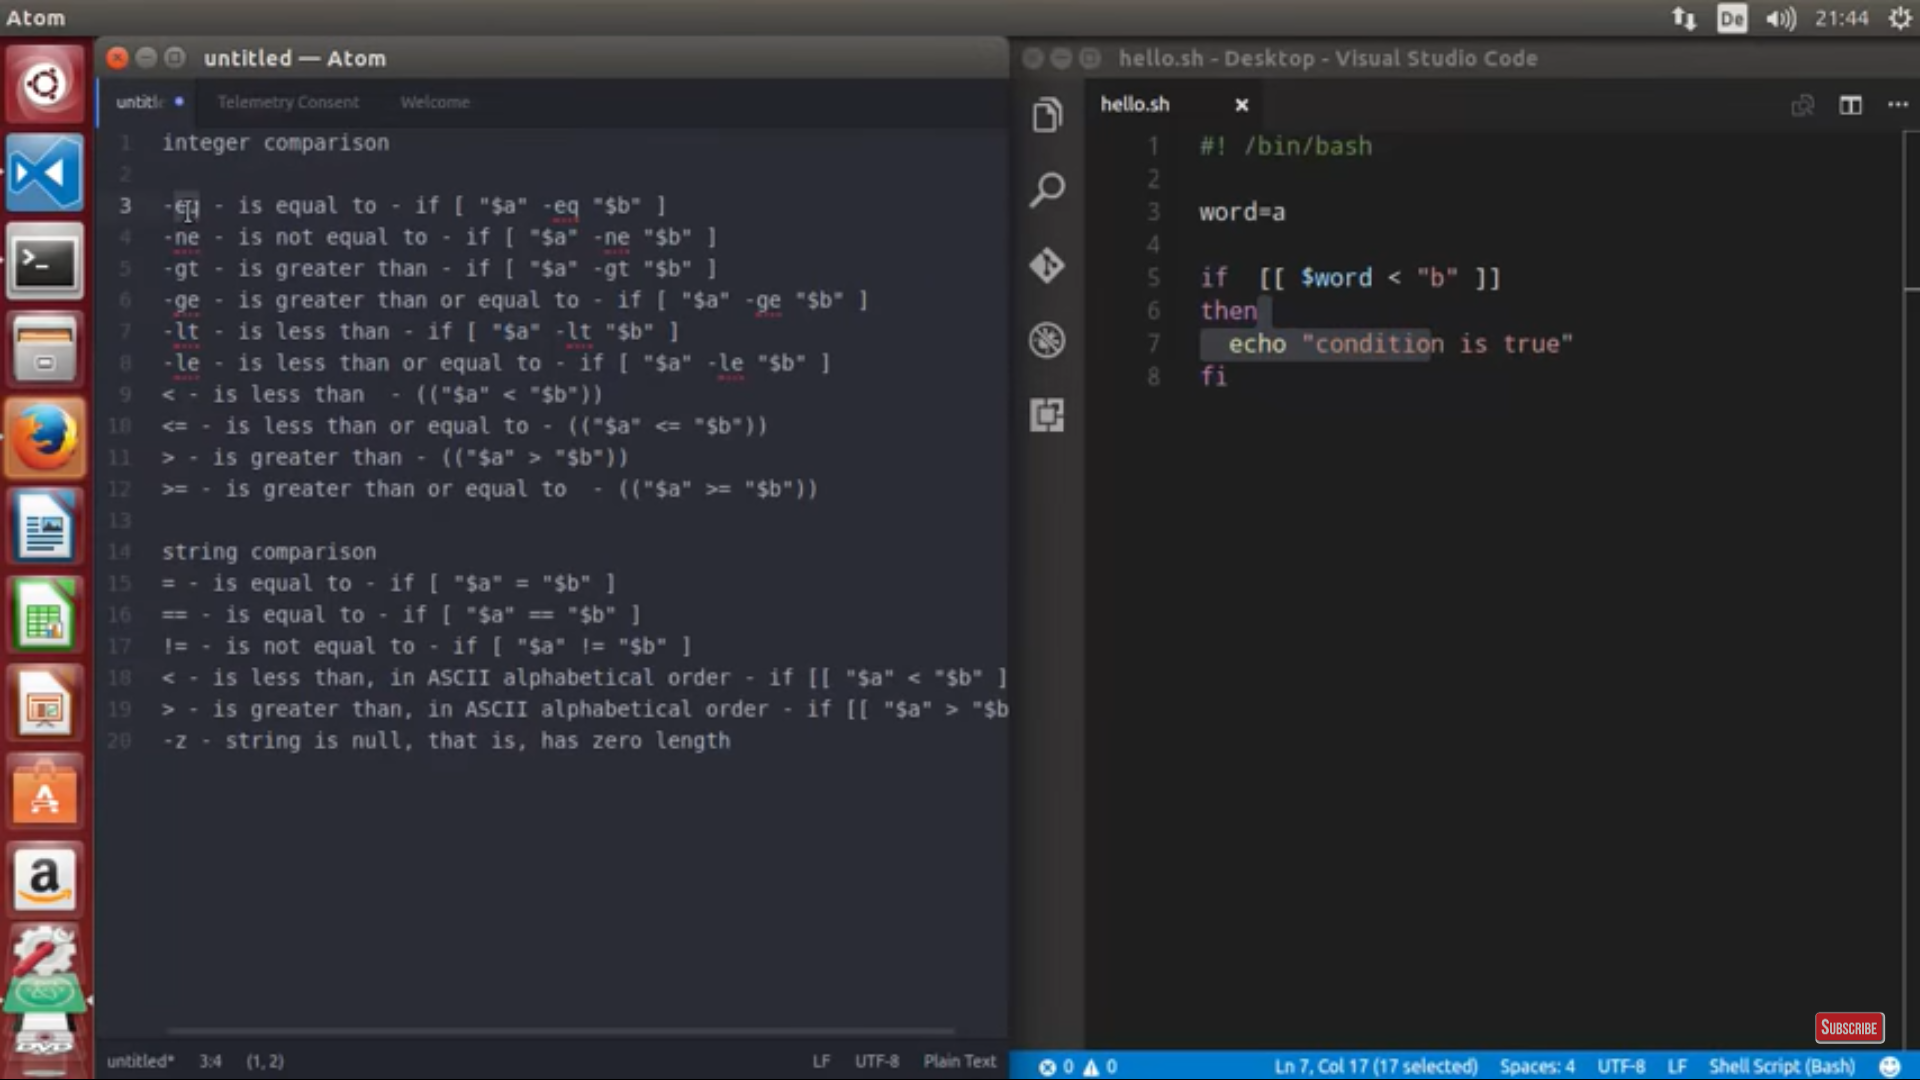 Atom
De
21:44
untitled — Atom
untitle
Telemetry Consent
Welcome
1 integer comparison
2
3 -eq - is equal to - if [ "$a" -eq "$b" ]
4 -ne - is not equal to - if [ "$a" -ne "$b" ]
5 -gt - is greater than - if [ "$a" -gt "$b" ]
6 -ge - is greater than or equal to - if [ "$a" -ge "$b" ]
7 -lt - is less than - if [ "$a" -lt "$b" ]
8 -le - is less than or equal to - if [ "$a" -le "$b" ]
9 < - is less than  - (("$a" < "$b"))
10 <= - is less than or equal to - (("$a" <= "$b"))
11 > - is greater than - (("$a" > "$b"))
12 >= - is greater than or equal to  - (("$a" >= "$b"))
13
14 string comparison
15 = - is equal to - if [ "$a" = "$b" ]
16 == - is equal to - if [ "$a" == "$b" ]
17 != - is not equal to - if [ "$a" != "$b" ]
18 < - is less than, in ASCII alphabetical order - if [[ "$a" < "$b" ]
19 > - is greater than, in ASCII alphabetical order - if [[ "$a" > "$b
20 -z - string is null, that is, has zero length
untitled* 3:4 (1, 2)
LF UTF-8 Plain Text
hello.sh - Desktop - Visual Studio Code
hello.sh
1 #! /bin/bash
2
3 word=a
4
5 if  [[ $word < "b" ]]
6 then
7   echo "condition is true"
8 fi
SUBSCRIBE
0 0
Ln 7, Col 17 (17 selected) Spaces: 4 UTF-8 LF Shell Script (Bash)
a
DVD